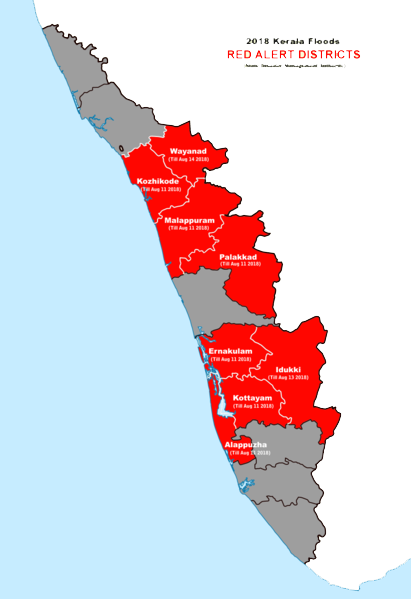 2018 Kerala Floods
RED ALERT DISTRICTS
Wayanad
(Till Aug 14 2018)
Kozhikode
(Till Aug 11 2018)
Malappuram
(Till Aug 11 2018)
Palakkad
(Till Aug 11 2018)
Ernakulam
(Till Aug 11 2018)
Idukki
(Till Aug 13 2018)
Kottayam
(Till Aug 11 2018)
Alappuzha
(Till Aug 2018)